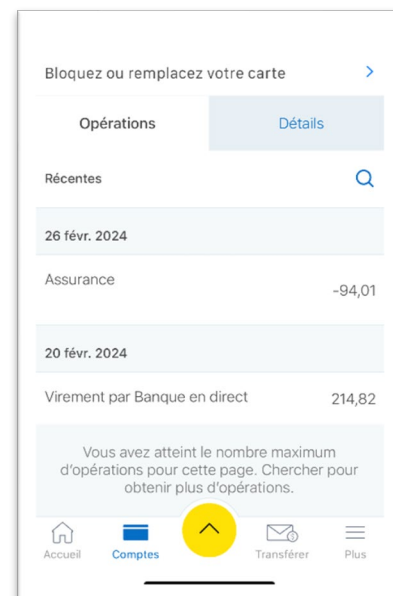 Bloquez ou remplacez votre carte
Opérations Détails
Récentes
26 févr. 2024
Assurance
-94,01
20 févr. 2024
Virement par Banque en direct 214,82
Vous avez atteint le nombre maximum
d'opérations pour cette page. Chercher pour
obtenir plus d'opérations.
Accueil Comptes Transférer Plus